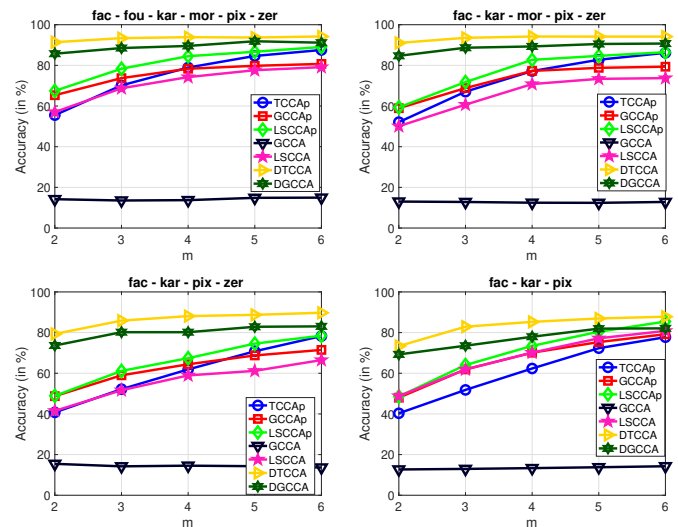 fac - fou - kar - mor - pix - zer
100
80
60
40
20
0
Accuracy (in %)
TCCAp
GCCAp
LSCCAp
GCCA
LSCCA
DTCCA
DGCCA
2 3 4 5 6
m
fac - kar - mor - pix - zer
100
80
60
40
20
0
Accuracy (in %)
TCCAp
GCCAp
LSCCAp
GCCA
LSCCA
DTCCA
DGCCA
2 3 4 5 6
m
fac - kar - pix - zer
100
80
60
40
20
0
Accuracy (in %)
TCCAp
GCCAp
LSCCAp
GCCA
LSCCA
DTCCA
DGCCA
2 3 4 5 6
m
fac - kar - pix
100
80
60
40
20
0
Accuracy (in %)
TCCAp
GCCAp
LSCCAp
GCCA
LSCCA
DTCCA
DGCCA
2 3 4 5 6
m